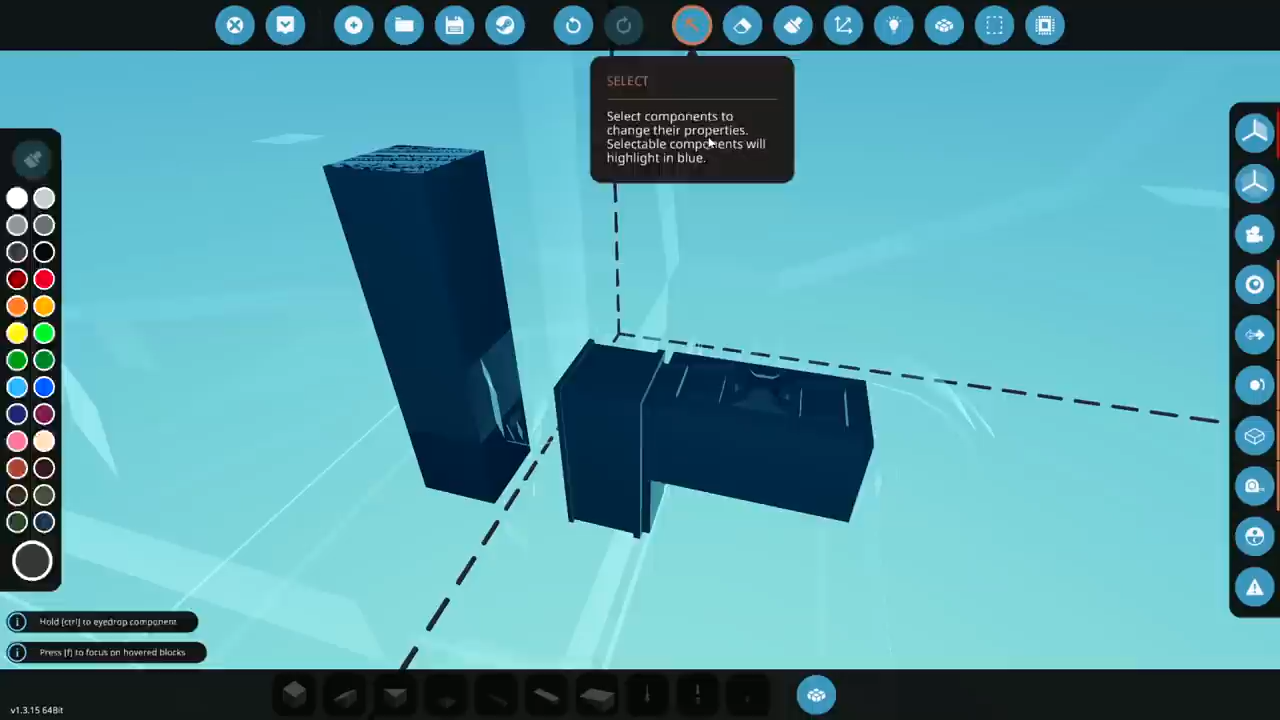 SELECT
Select components to
change their properties.
Selectable components will
highlight in blue.
Hold [ctrl] to eyedrop component
Press [f] to focus on hovered blocks
v1.3.15 64Bit